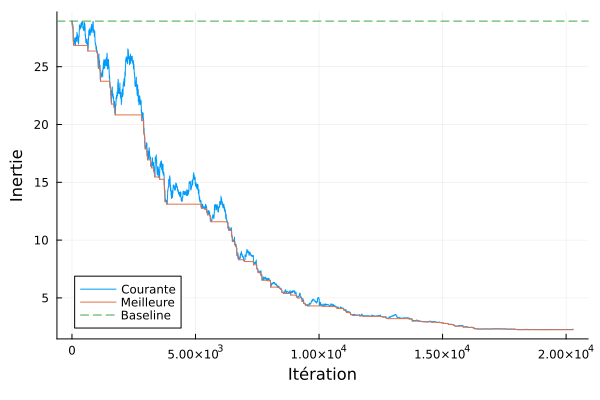 Inertie
25
20
15
10
5
Courante
Meilleure
Baseline
0
5.00×10³
1.00×10⁴
1.50×10⁴
2.00×10⁴
Itération